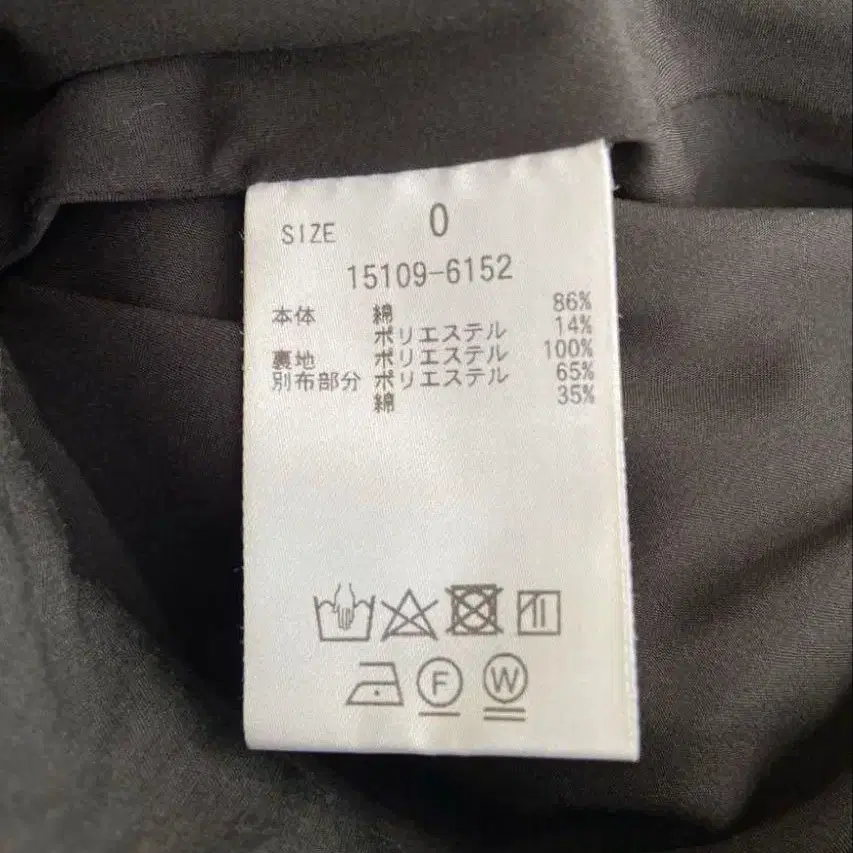 SIZE 0
15109-6152
本体 綿 86%
ポリエステル 14%
裏地 ポリエステル 100%
別布部分 ポリエステル 65%
綿 35%
F W